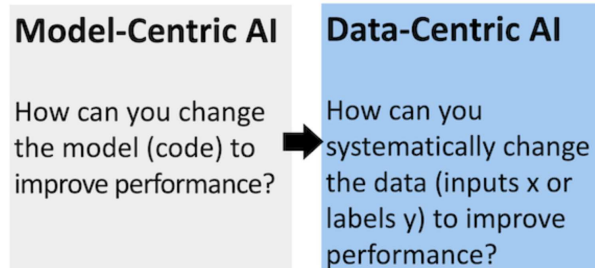 Model-Centric AI
How can you change
the model (code) to
improve performance?
Data-Centric AI
How can you
systematically change
the data (inputs x or
labels y) to improve
performance?